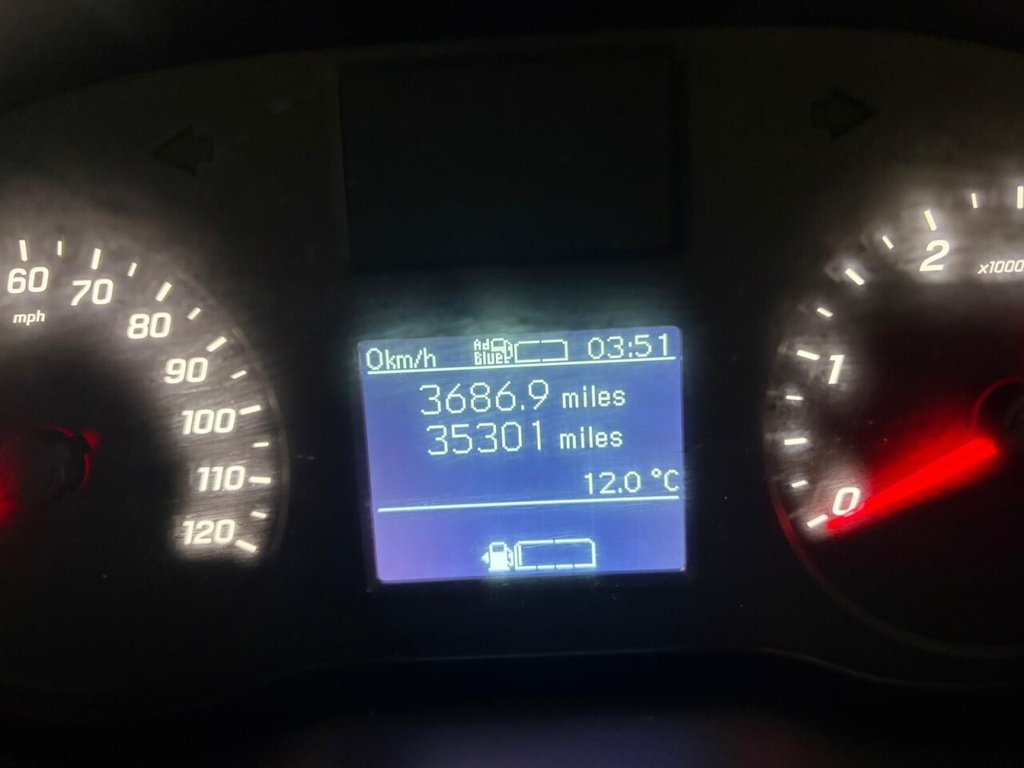 60
70
mph
80
90
100
110
120
0km/h
Ad
Blue
03:51
3686.9 miles
35301 miles
12.0 °C
2
x1000
1
0